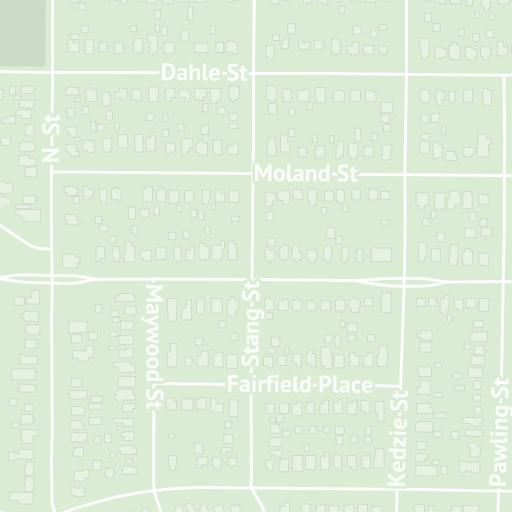 Dahle St
N St
Moland St
Maywood St
Stang St
Fairfield Place
Kedzie St
Pawling St